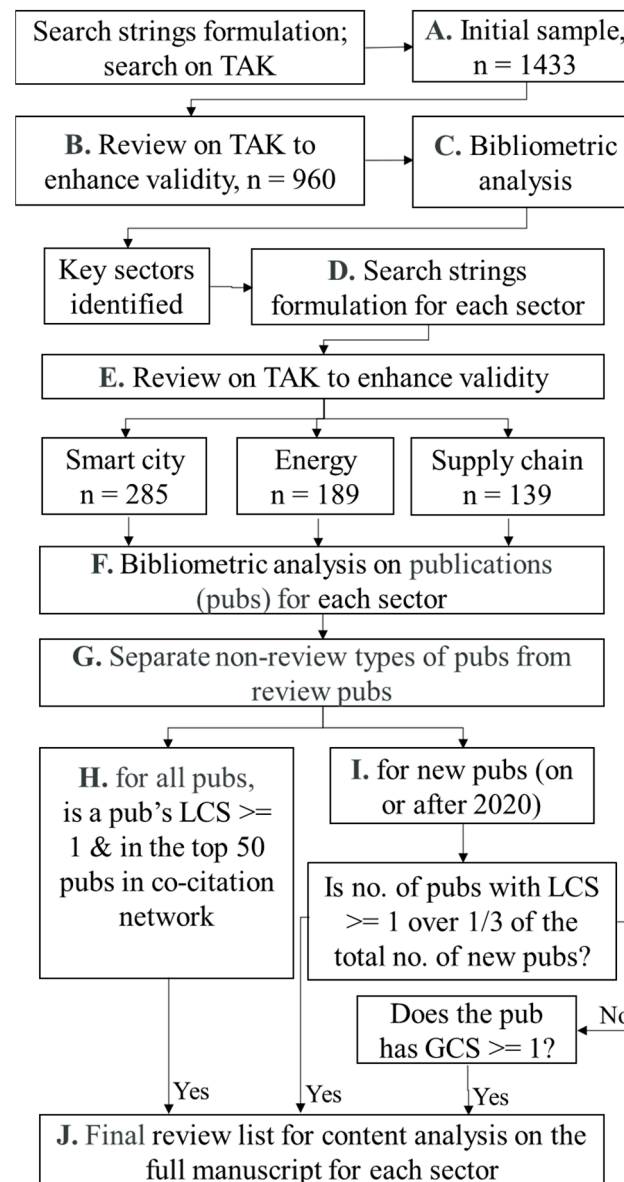 Search strings formulation;
search on TAK
A. Initial sample,
n = 1433
B. Review on TAK to
enhance validity, n = 960
C. Bibliometric
analysis
Key sectors
identified
D. Search strings
formulation for each sector
E. Review on TAK to enhance validity
Smart city
n = 285
Energy
n = 189
Supply chain
n = 139
F. Bibliometric analysis on publications
(pubs) for each sector
G. Separate non-review types of pubs from
review pubs
H. for all pubs,
is a pub's LCS >=
1 & in the top 50
pubs in co-citation
network
I. for new pubs (on
or after 2020)
Is no. of pubs with LCS
>= 1 over 1/3 of the
total no. of new pubs?
Does the pub
has GCS >= 1?
No
Yes
Yes
Yes
J. Final review list for content analysis on the
full manuscript for each sector